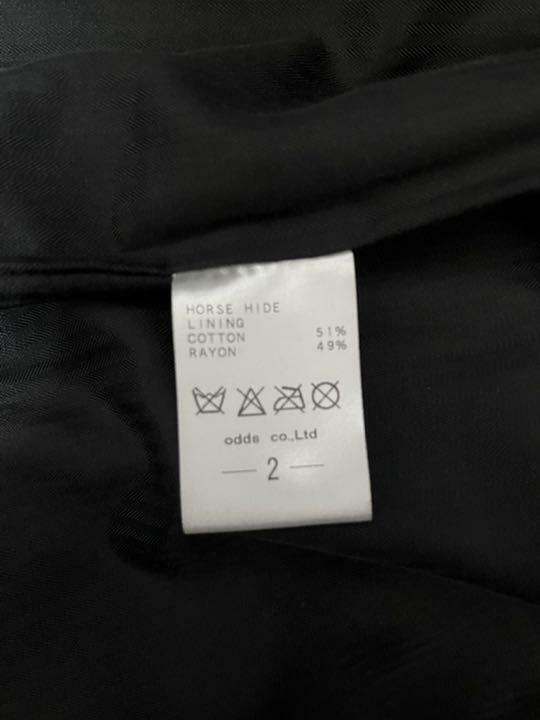 HORSE HIDE
LINING
COTTON 51%
RAYON 49%
odds co.,Ltd
— 2 —